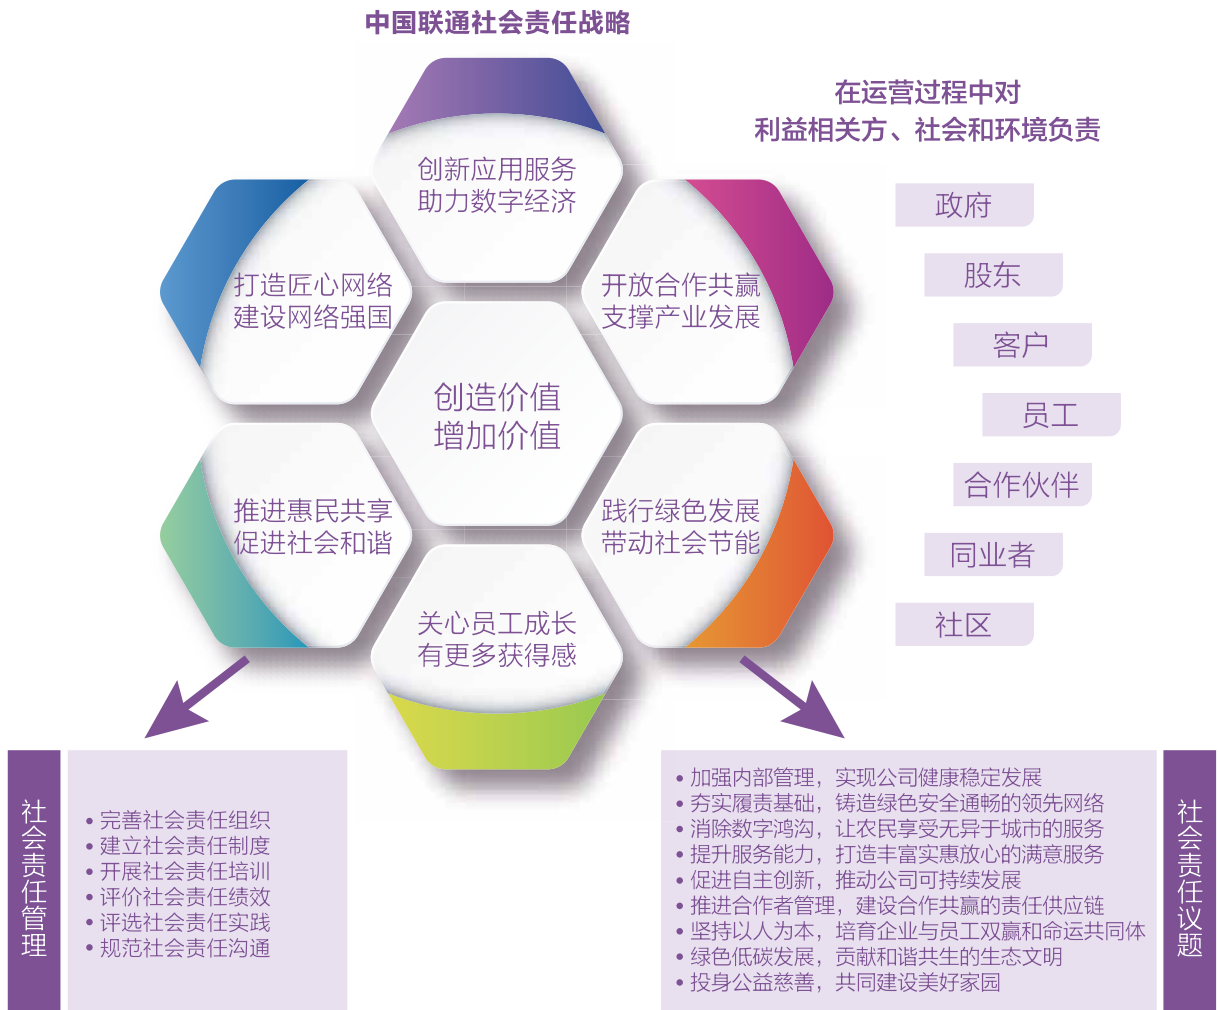 中国联通社会责任战略
在运营过程中对
利益相关方、社会和环境负责
创新应用服务
助力数字经济
打造匠心网络
建设网络强国
开放合作共赢
支撑产业发展
创造价值
增加价值
推进惠民共享
促进社会和谐
践行绿色发展
带动社会节能
关心员工成长
有更多获得感
政府
股东
客户
员工
合作伙伴
同业者
社区
社会责任管理
• 完善社会责任组织
• 建立社会责任制度
• 开展社会责任培训
• 评价社会责任绩效
• 评选社会责任实践
• 规范社会责任沟通
• 加强内部管理，实现公司健康稳定发展
• 夯实履责基础，铸造绿色安全通畅的领先网络
• 消除数字鸿沟，让农民享受无异于城市的服务
• 提升服务能力，打造丰富实惠放心的满意服务
• 促进自主创新，推动公司可持续发展
• 推进合作者管理，建设合作共赢的责任供应链
• 坚持以人为本，培育企业与员工双赢和命运共同体
• 绿色低碳发展，贡献和谐共生的生态文明
• 投身公益慈善，共同建设美好家园
社会责任议题